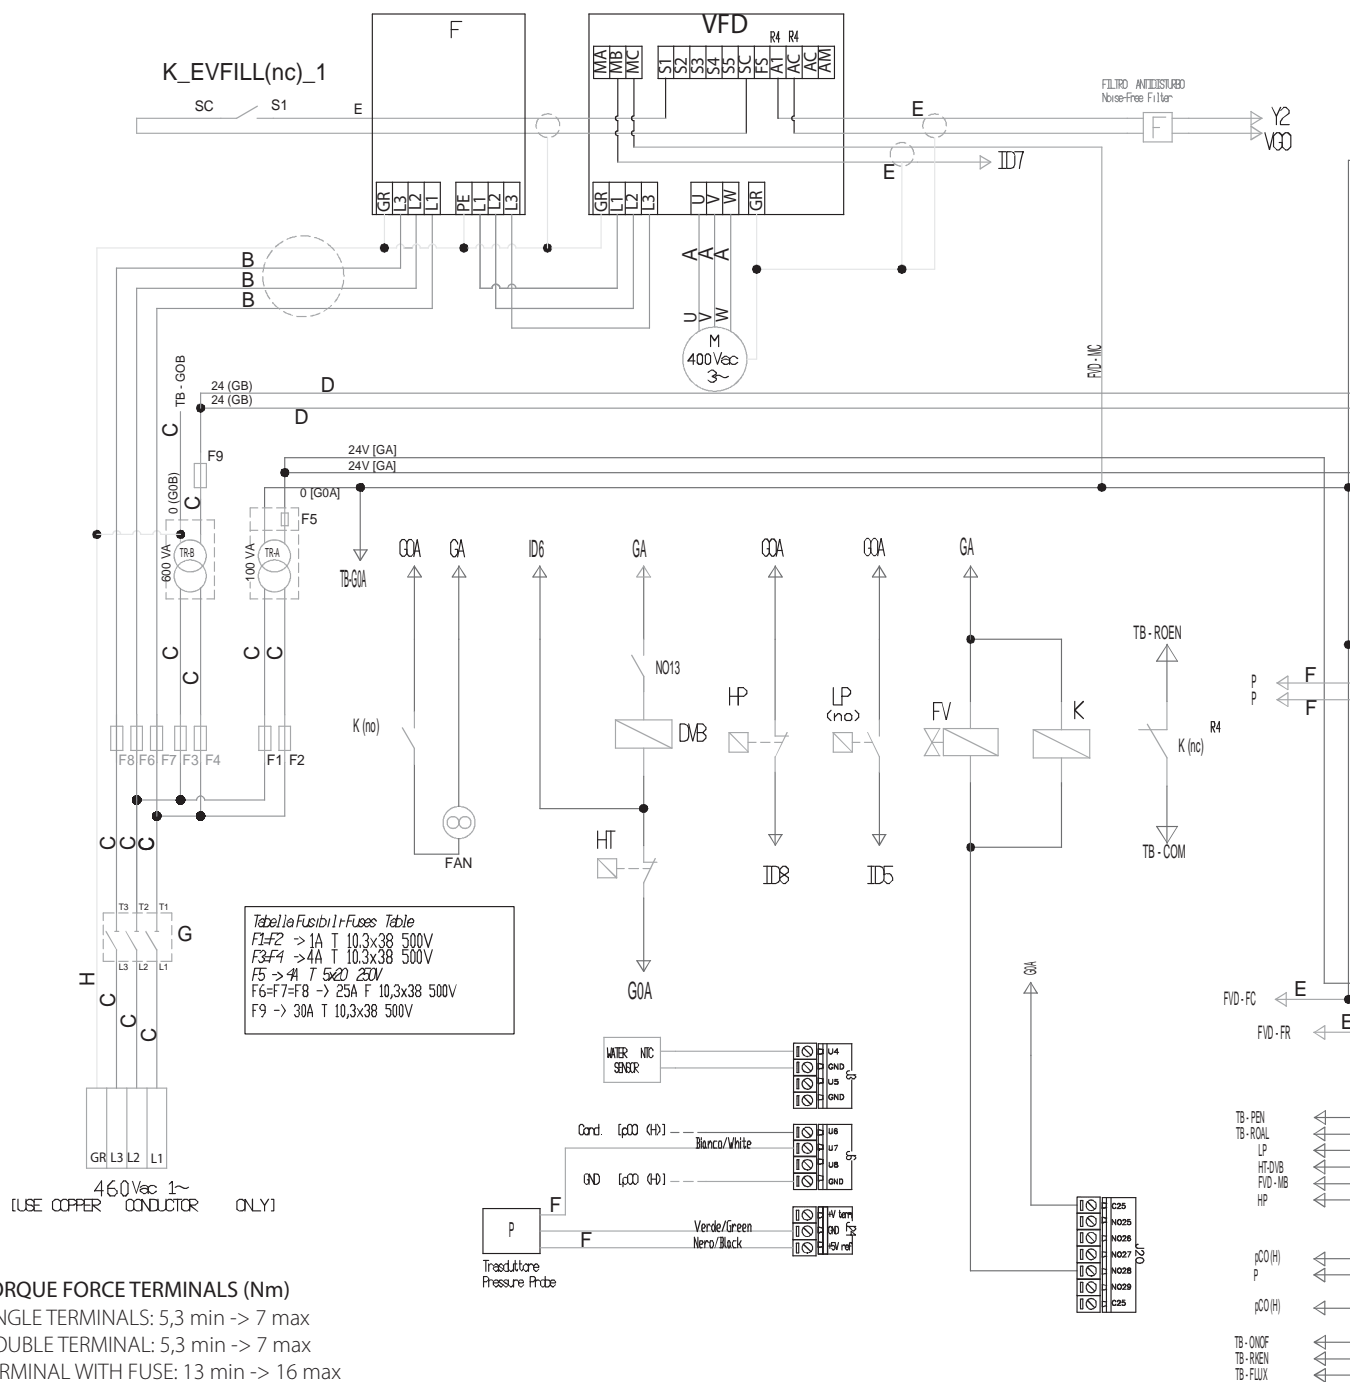 F
VFD
R4 R4
MA MB MC
S1 S2 S3 S4 S5 SC FS A1 AC AC AM
K_EVFILL(nc)_1
SC S1 E
FILTRO ANTIDISTURBO
Noise-Free Filter
E
F
Y2
VG0
E
ID7
GR L3 L2 L1 PE L1 L2 L3
GR L1 L2 L3 U V W GR
B
B
B
A A A
U V W
M
400Vac
3~
FVD - MC
TB - GOB
24 (GB)
D
24 (GB)
D
C
F9
24V [GA]
24V [GA]
0 (G0B)
C
0 [G0A]
F5
600 VA
TR-B
100 VA
TR-A
TB-G0A
G0A GA ID6 GA G0A G0A GA
C C C C
TB - ROEN
NO13
HP
LP
(no)
FV
K
P
P
F
F
K (no)
DVB
K (nc)
R4
F8 F6 F7 F3 F4 F1 F2
C C C
HT
FAN
ID8
ID5
TB - COM
T3 T2 T1
G
L3 L2 L1
H
C
C
C
Tabella Fusibili-Fuses Table
F1=F2 -> 1A T 10.3x38 500V
F3=F4 ->4A T 10.3x38 500V
F5 -> 4A T 5x20 250V
F6=F7=F8 -> 25A F 10,3x38 500V
F9 -> 30A T 10,3x38 500V
G0A
G0A
FVD - FC
E
FVD - FR
E
WATER NTC
SENSOR
U4
GND
U5
GND
J3
GR L3 L2 L1
460Vac 1~
[USE COPPER CONDUCTOR ONLY]
Cond. [pCO (H)]
Bianco/White
GND [pCO (H)]
U6
U7
U8
GND
J5
F
P
F
Verde/Green
Nero/Black
+V term
GND
+5V ref
J24
Trasduttore
Pressure Probe
C25
NO25
NO26
NO27
NO28
NO29
C25
J20
TB - PEN
TB - ROAL
LP
HT-DVB
FVD - MB
HP
pCO (H)
P
pCO (H)
TB - ONOF
TB - RKEN
TB - FLUX
ORQUE FORCE TERMINALS (Nm)
NGLE TERMINALS: 5,3 min -> 7 max
OUBLE TERMINAL: 5,3 min -> 7 max
RMINAL WITH FUSE: 13 min -> 16 max